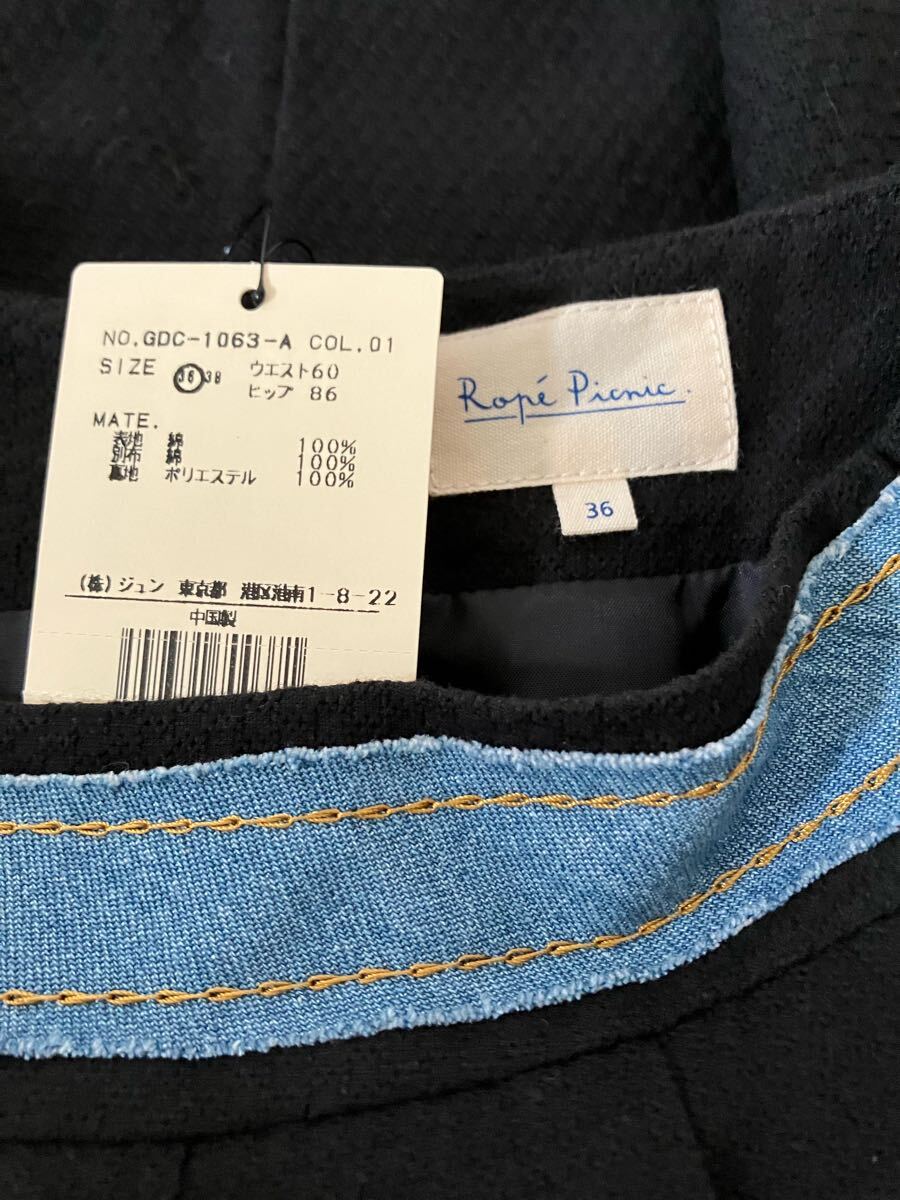 NO.GDC-1063-A COL.01
SIZE 36 38 ウエスト60
ヒップ 86
MATE.
表地 綿 100%
別布 綿 100%
裏地 ポリエステル 100%
(株)ジュン 東京都 港区港南1-8-22
中国製
Ropé Picnic.
36